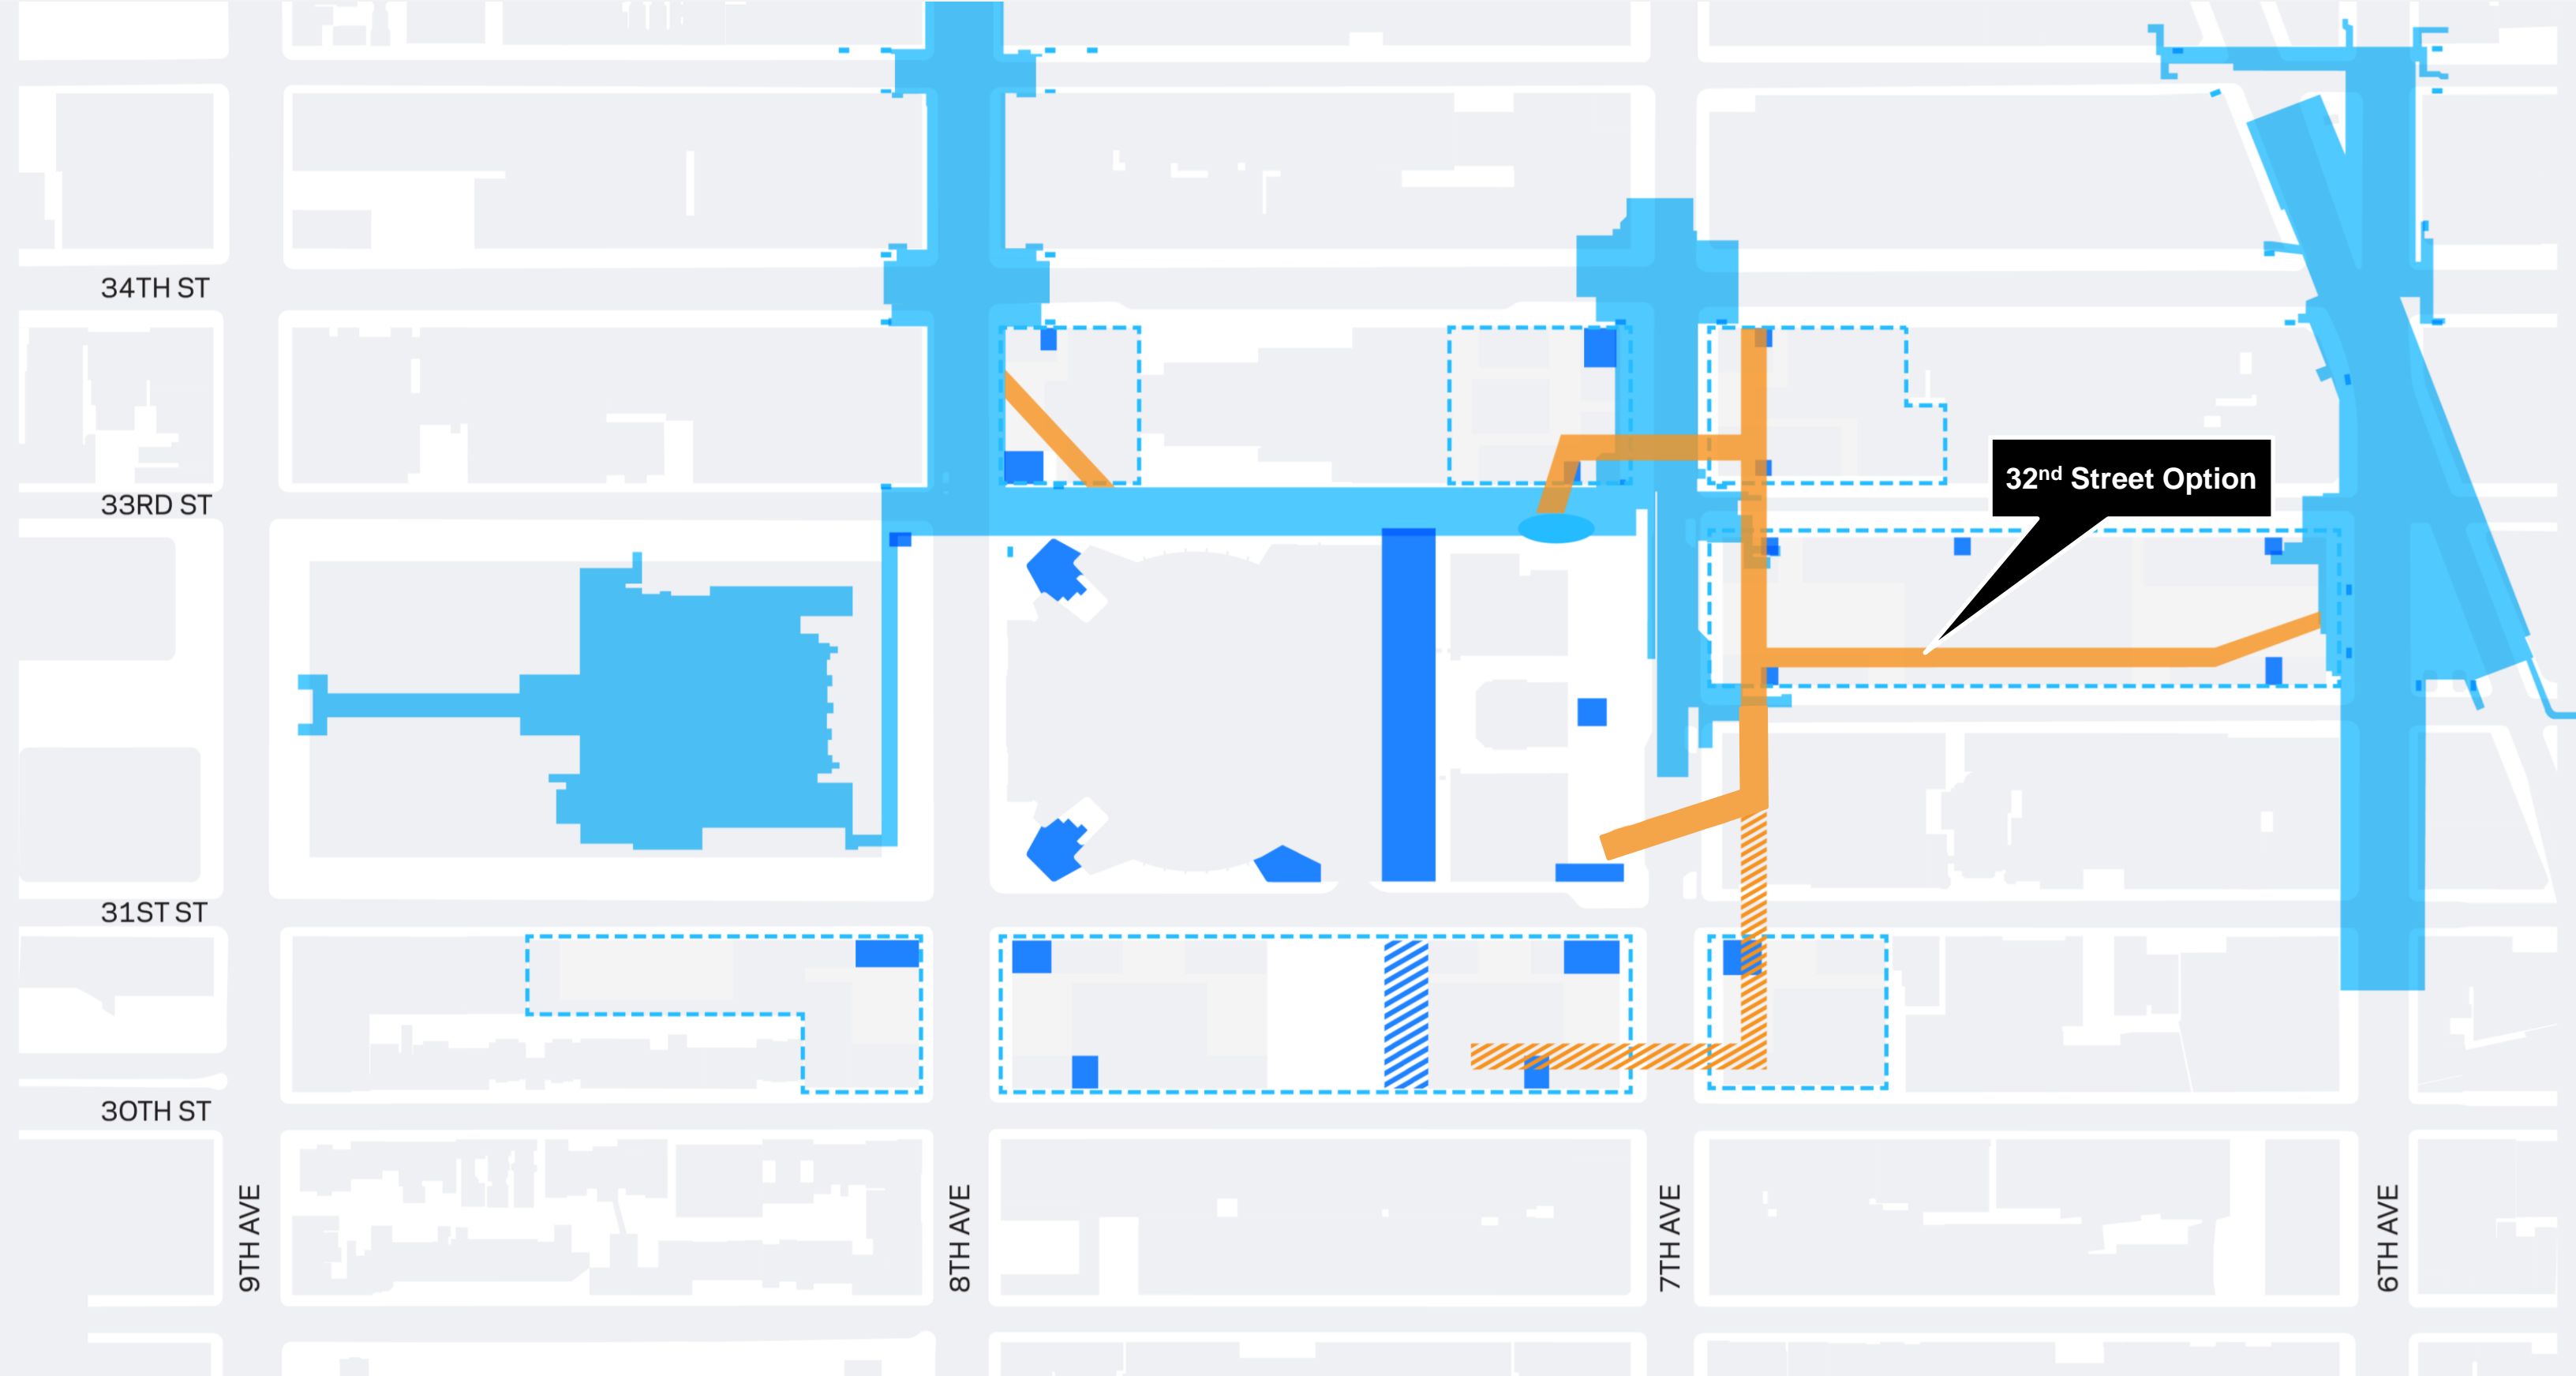 34TH ST
33RD ST
32nd Street Option
31ST ST
30TH ST
9TH AVE
8TH AVE
7TH AVE
6TH AVE